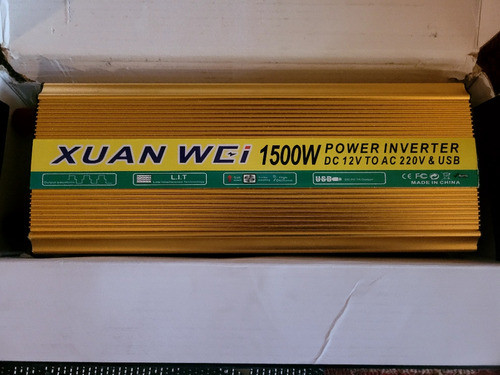 XUAN WEi 1500W POWER INVERTER
DC 12V TO AC 220V & USB
L.I.T
USB
CE FC
MADE IN CHINA